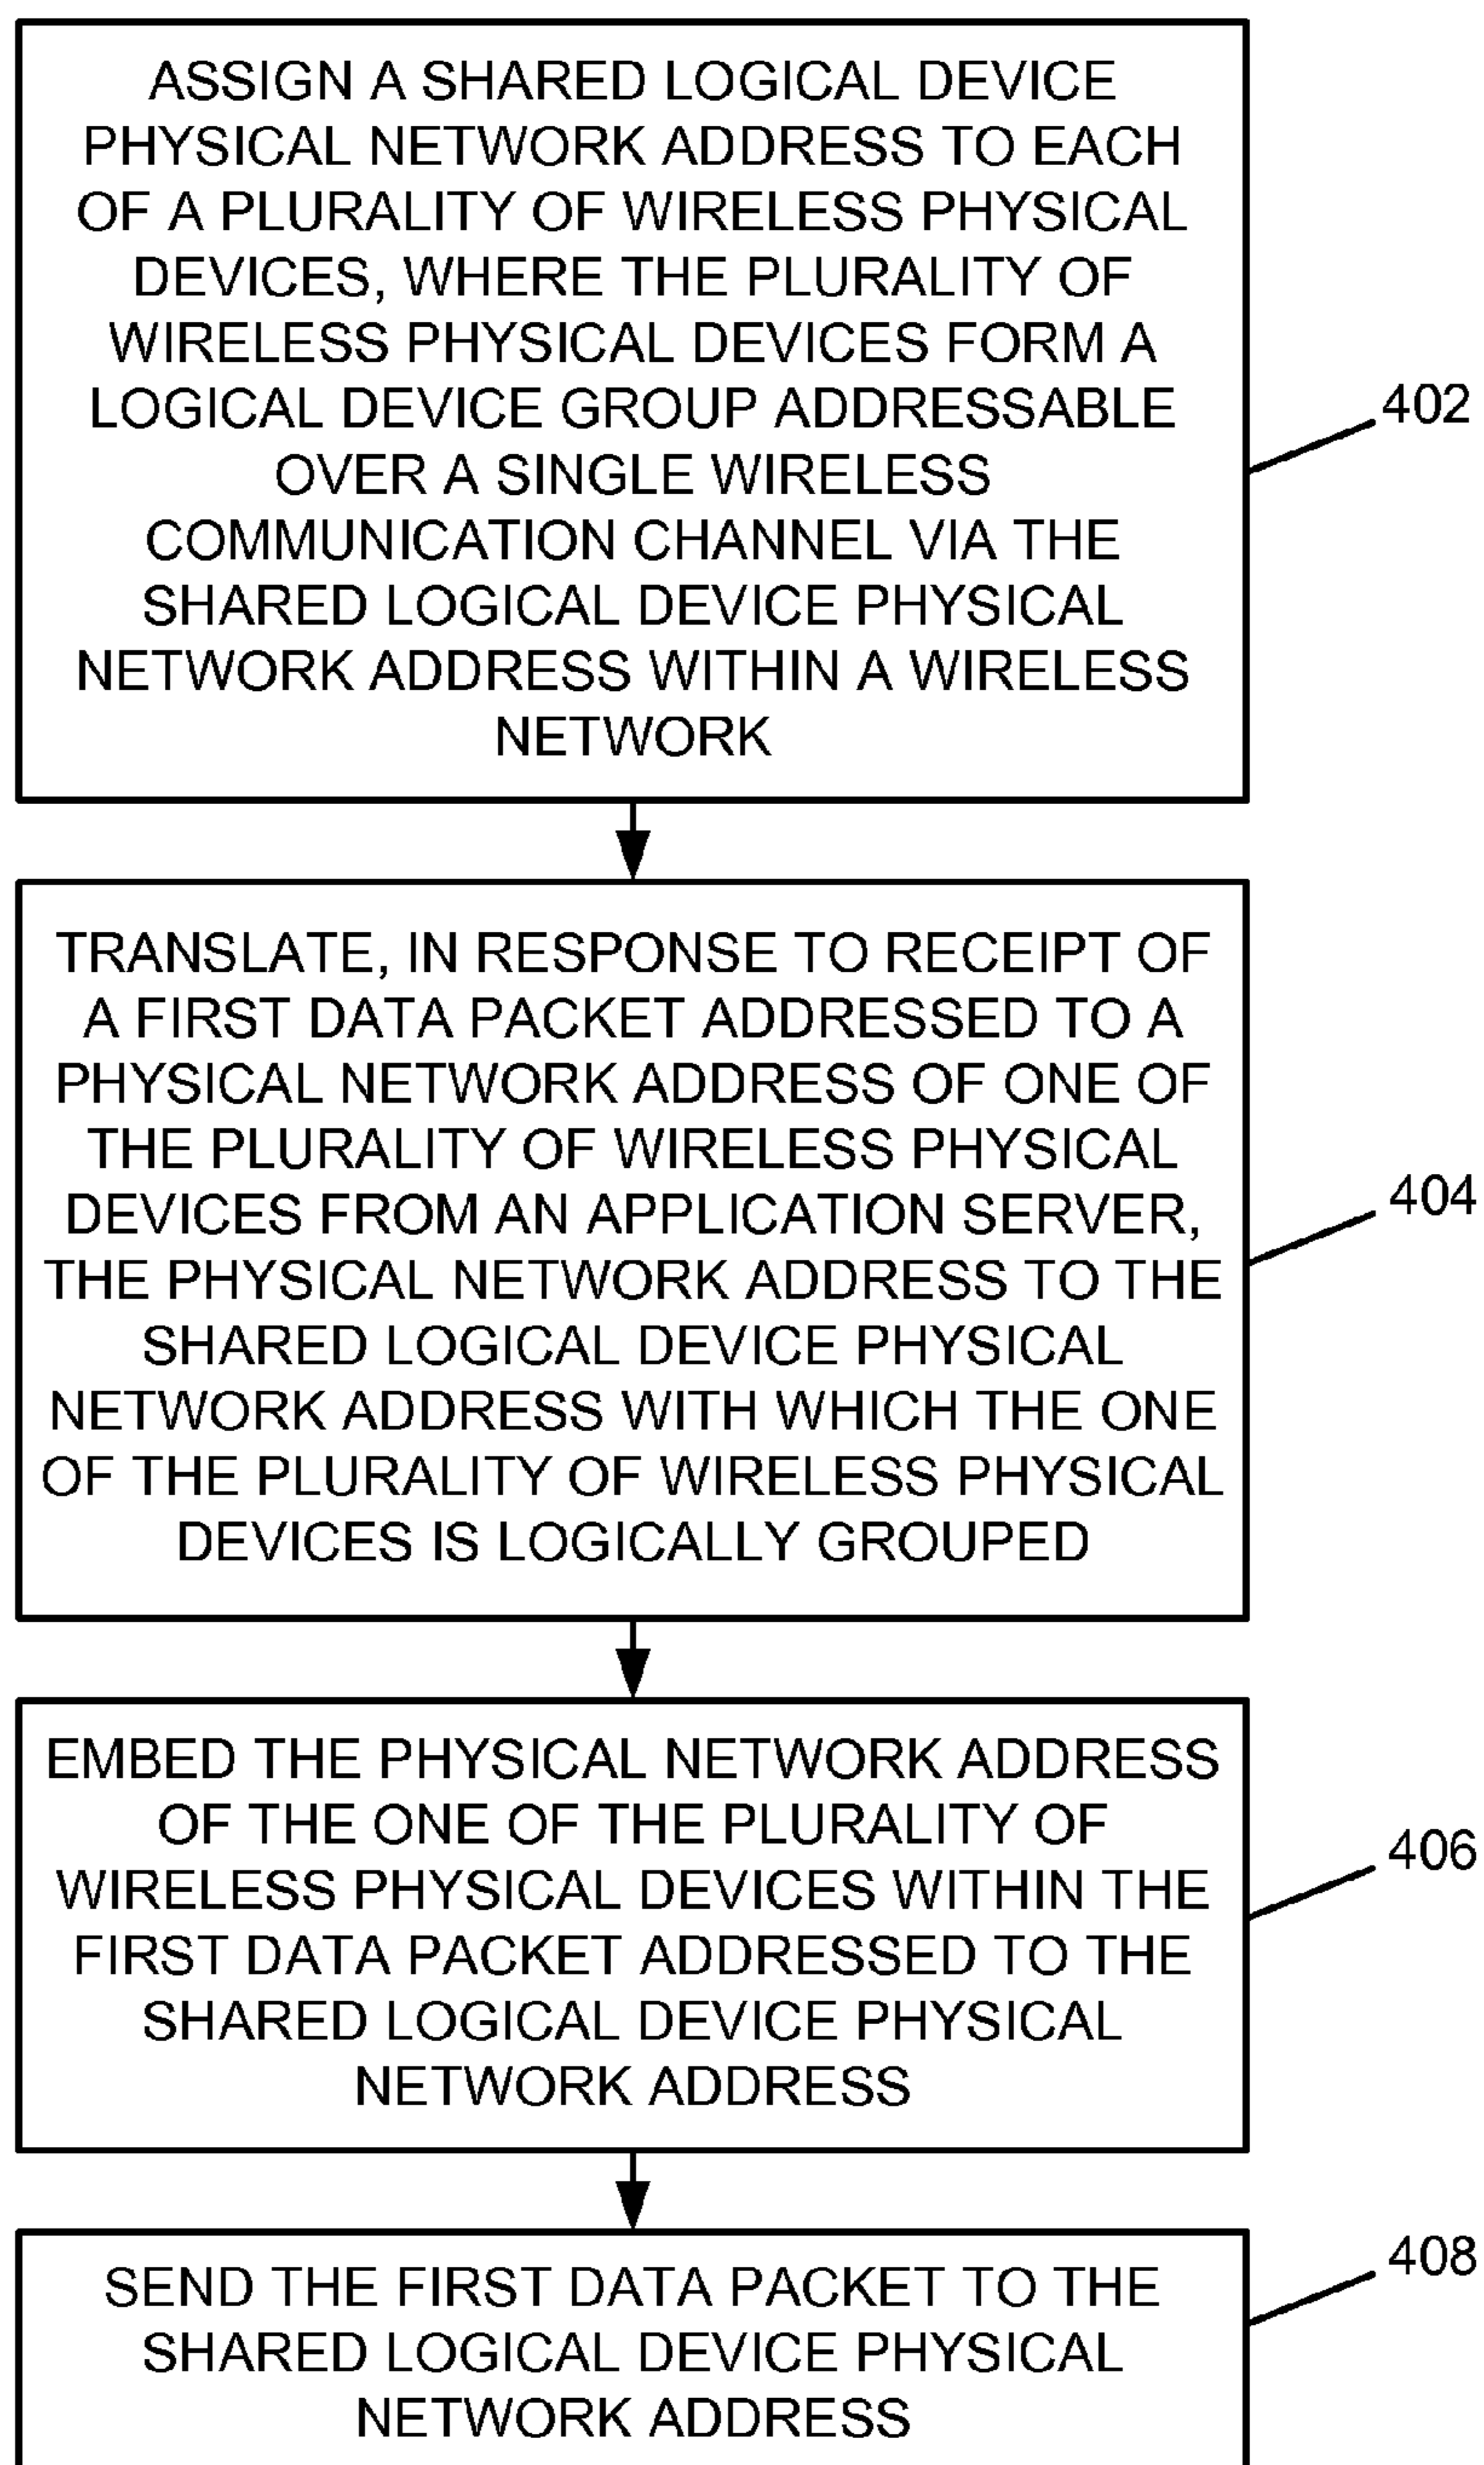 ASSIGN A SHARED LOGICAL DEVICE
PHYSICAL NETWORK ADDRESS TO EACH
OF A PLURALITY OF WIRELESS PHYSICAL
DEVICES, WHERE THE PLURALITY OF
WIRELESS PHYSICAL DEVICES FORM A
LOGICAL DEVICE GROUP ADDRESSABLE
OVER A SINGLE WIRELESS
COMMUNICATION CHANNEL VIA THE
SHARED LOGICAL DEVICE PHYSICAL
NETWORK ADDRESS WITHIN A WIRELESS
NETWORK
402
TRANSLATE, IN RESPONSE TO RECEIPT OF
A FIRST DATA PACKET ADDRESSED TO A
PHYSICAL NETWORK ADDRESS OF ONE OF
THE PLURALITY OF WIRELESS PHYSICAL
DEVICES FROM AN APPLICATION SERVER,
THE PHYSICAL NETWORK ADDRESS TO THE
SHARED LOGICAL DEVICE PHYSICAL
NETWORK ADDRESS WITH WHICH THE ONE
OF THE PLURALITY OF WIRELESS PHYSICAL
DEVICES IS LOGICALLY GROUPED
404
EMBED THE PHYSICAL NETWORK ADDRESS
OF THE ONE OF THE PLURALITY OF
WIRELESS PHYSICAL DEVICES WITHIN THE
FIRST DATA PACKET ADDRESSED TO THE
SHARED LOGICAL DEVICE PHYSICAL
NETWORK ADDRESS
406
SEND THE FIRST DATA PACKET TO THE
SHARED LOGICAL DEVICE PHYSICAL
NETWORK ADDRESS
408